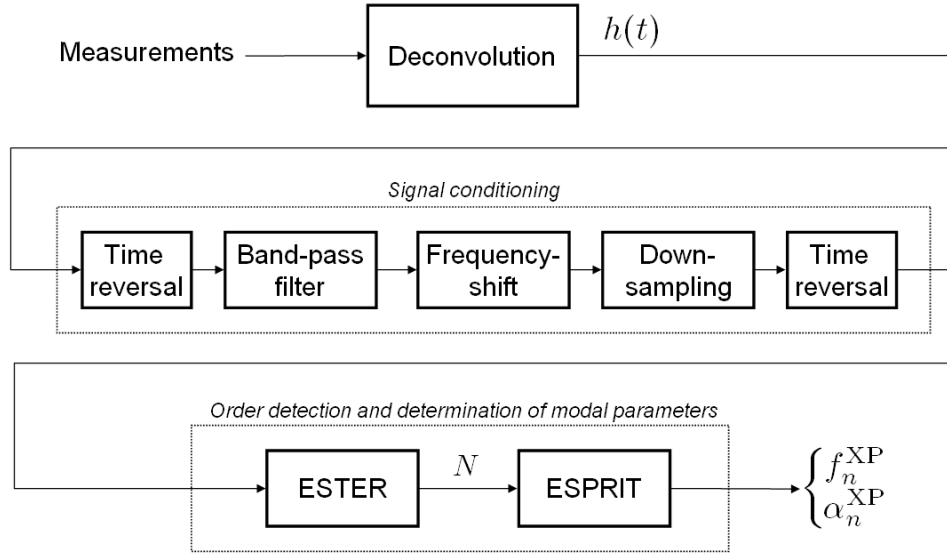 Measurements
Deconvolution
h(t)
Signal conditioning
Time
reversal
Band-pass
filter
Frequency-
shift
Down-
sampling
Time
reversal
Order detection and determination of modal parameters
ESTER
N
ESPRIT
f_n^XP
α_n^XP